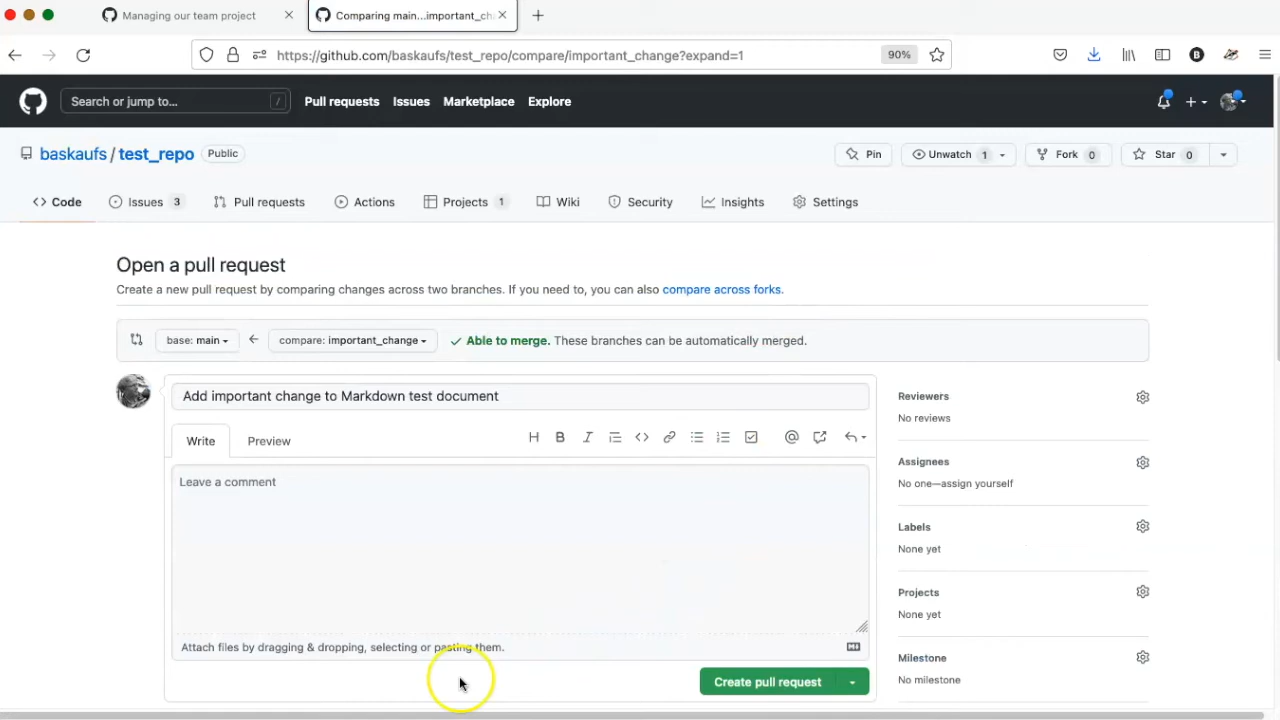 Managing our team project
Comparing main...important_ch
https://github.com/baskaufs/test_repo/compare/important_change?expand=1
90%
B
Search or jump to...
/
Pull requests
Issues
Marketplace
Explore
baskaufs / test_repo
Public
Pin
Unwatch 1
Fork 0
Star 0
<> Code
Issues 3
Pull requests
Actions
Projects 1
Wiki
Security
Insights
Settings
Open a pull request
Create a new pull request by comparing changes across two branches. If you need to, you can also compare across forks.
base: main
compare: important_change
Able to merge. These branches can be automatically merged.
Add important change to Markdown test document
Write
Preview
H B I
Leave a comment
Attach files by dragging & dropping, selecting or pasting them.
Create pull request
Reviewers
No reviews
Assignees
No one—assign yourself
Labels
None yet
Projects
None yet
Milestone
No milestone